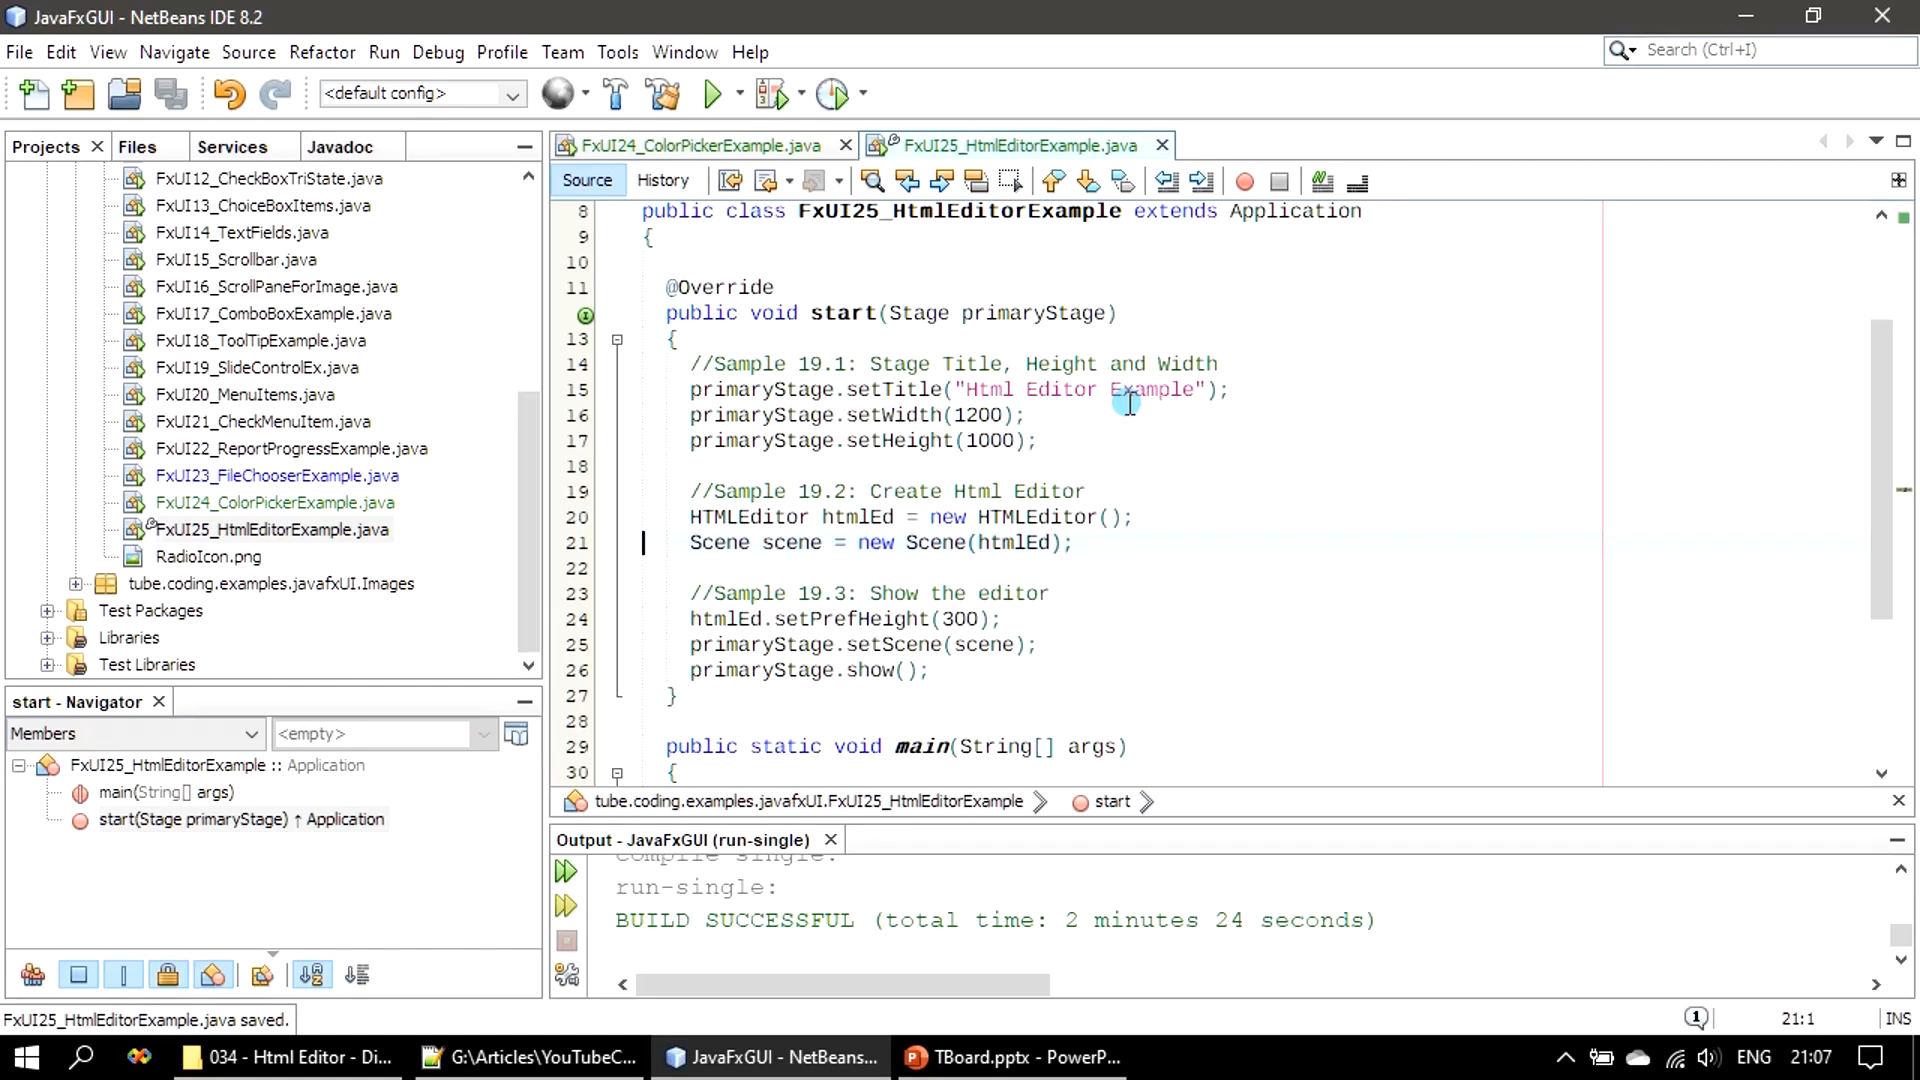 JavaFxGUI - NetBeans IDE 8.2
File Edit View Navigate Source Refactor Run Debug Profile Team Tools Window Help
Search (Ctrl+I)
<default config>
Projects Files Services Javadoc
FxUI12_CheckBoxTriState.java
FxUI13_ChoiceBoxItems.java
FxUI14_TextFields.java
FxUI15_Scrollbar.java
FxUI16_ScrollPaneForImage.java
FxUI17_ComboBoxExample.java
FxUI18_ToolTipExample.java
FxUI19_SlideControlEx.java
FxUI20_MenuItems.java
FxUI21_CheckMenuItem.java
FxUI22_ReportProgressExample.java
FxUI23_FileChooserExample.java
FxUI24_ColorPickerExample.java
FxUI25_HtmlEditorExample.java
RadioIcon.png
tube.coding.examples.javafxUI.Images
Test Packages
Libraries
Test Libraries
start - Navigator
Members
<empty>
FxUI25_HtmlEditorExample :: Application
main(String[] args)
start(Stage primaryStage) ↑ Application
FxUI24_ColorPickerExample.java FxUI25_HtmlEditorExample.java
Source History
8 public class FxUI25_HtmlEditorExample extends Application
9 {
10
11 @Override
public void start(Stage primaryStage)
13 {
14 //Sample 19.1: Stage Title, Height and Width
15 primaryStage.setTitle("Html Editor Example");
16 primaryStage.setWidth(1200);
17 primaryStage.setHeight(1000);
18
19 //Sample 19.2: Create Html Editor
20 HTMLEditor htmlEd = new HTMLEditor();
21 Scene scene = new Scene(htmlEd);
22
23 //Sample 19.3: Show the editor
24 htmlEd.setPrefHeight(300);
25 primaryStage.setScene(scene);
26 primaryStage.show();
27 }
28
29 public static void main(String[] args)
30 {
tube.coding.examples.javafxUI.FxUI25_HtmlEditorExample start
Output - JavaFxGUI (run-single)
compile-single:
run-single:
BUILD SUCCESSFUL (total time: 2 minutes 24 seconds)
FxUI25_HtmlEditorExample.java saved.
1
21:1
INS
034 - Html Editor - Di...
G:\Articles\YouTubeC...
JavaFxGUI - NetBeans...
TBoard.pptx - PowerP...
ENG
21:07